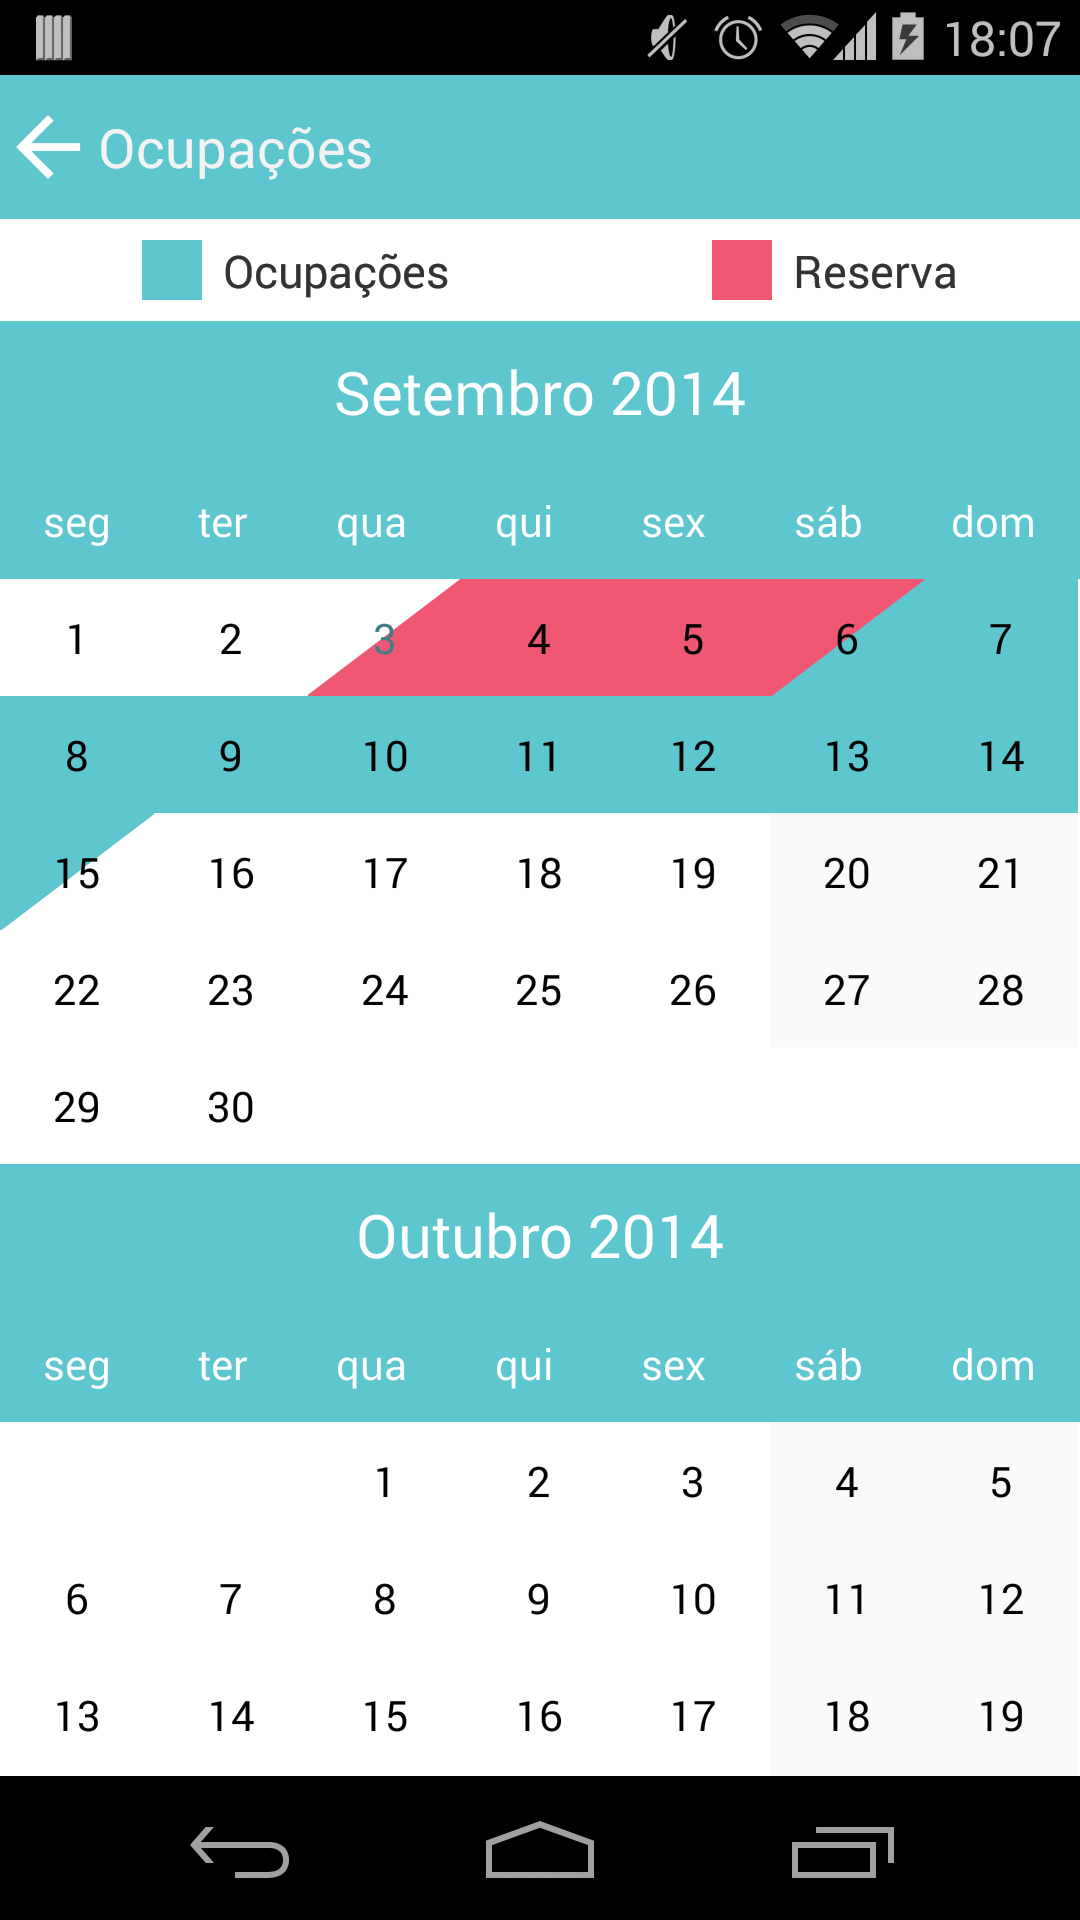 18:07
Ocupações
Ocupações Reserva
Setembro 2014
seg ter qua qui sex sáb dom
1 2 3 4 5 6 7
8 9 10 11 12 13 14
15 16 17 18 19 20 21
22 23 24 25 26 27 28
29 30
Outubro 2014
seg ter qua qui sex sáb dom
1 2 3 4 5
6 7 8 9 10 11 12
13 14 15 16 17 18 19